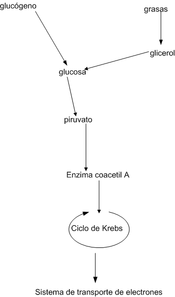 glucógeno
grasas
glicerol
glucosa
piruvato
Enzima coacetil A
Ciclo de Krebs
Sistema de transporte de electrones